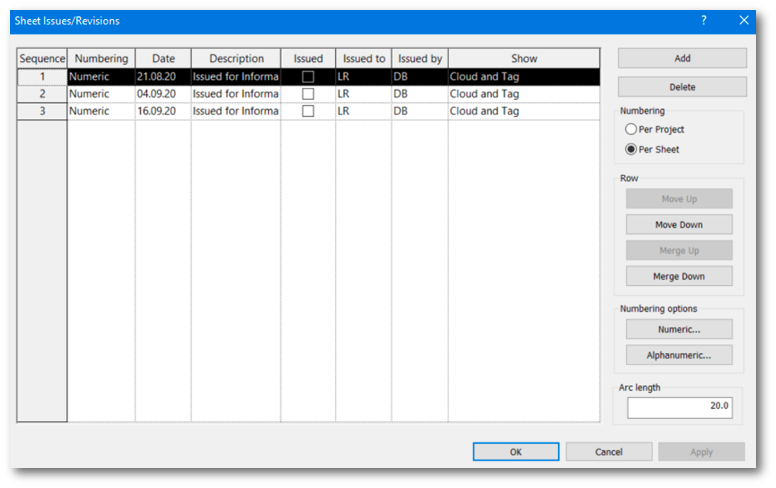 Sheet Issues/Revisions
?
Sequence Numbering Date Description Issued Issued to Issued by Show
1 Numeric 21.08.20 Issued for Informa LR DB Cloud and Tag
2 Numeric 04.09.20 Issued for Informa LR DB Cloud and Tag
3 Numeric 16.09.20 Issued for Informa LR DB Cloud and Tag
Add
Delete
Numbering
Per Project
Per Sheet
Row
Move Up
Move Down
Merge Up
Merge Down
Numbering options
Numeric...
Alphanumeric...
Arc length
20.0
OK Cancel Apply